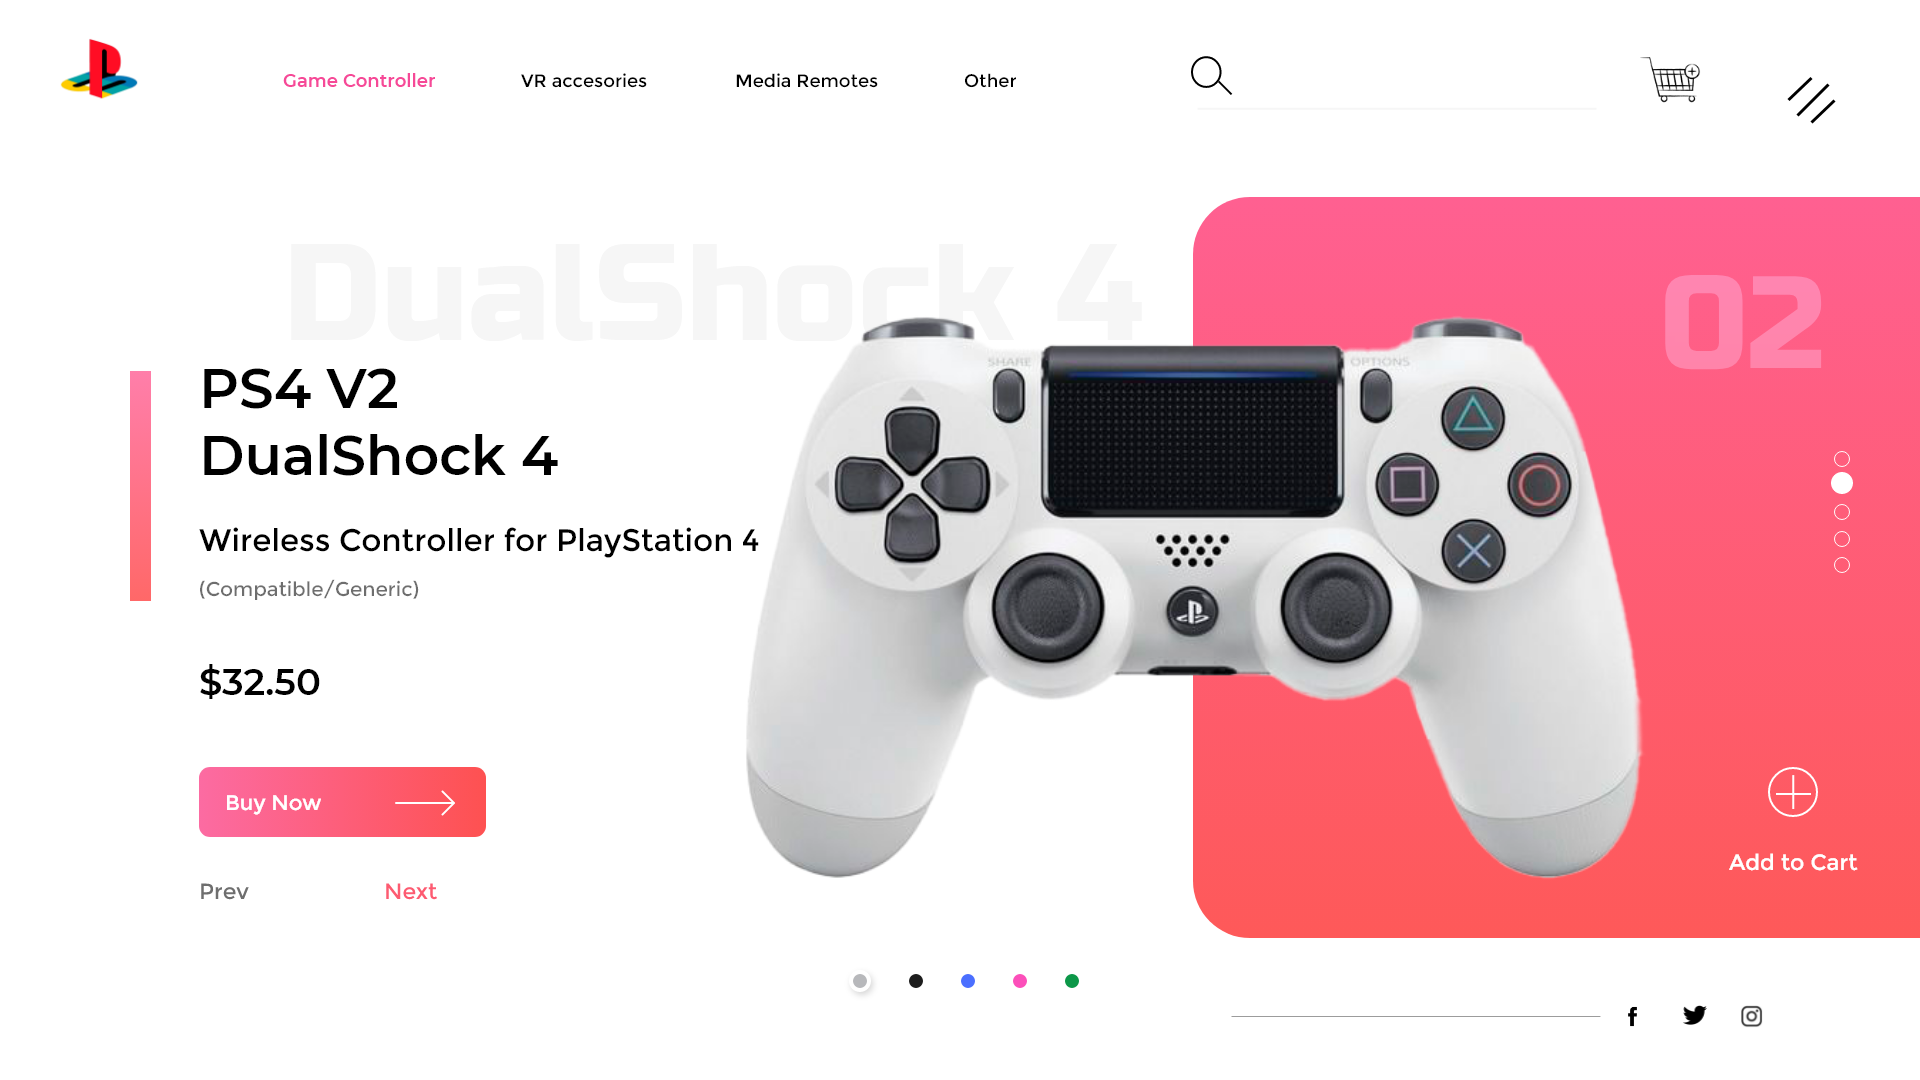 Game Controller
VR accesories
Media Remotes
Other
DualShock 4
02
PS4 V2
DualShock 4
Wireless Controller for PlayStation 4
(Compatible/Generic)
$32.50
Buy Now
Prev
Next
SHARE
OPTIONS
Add to Cart